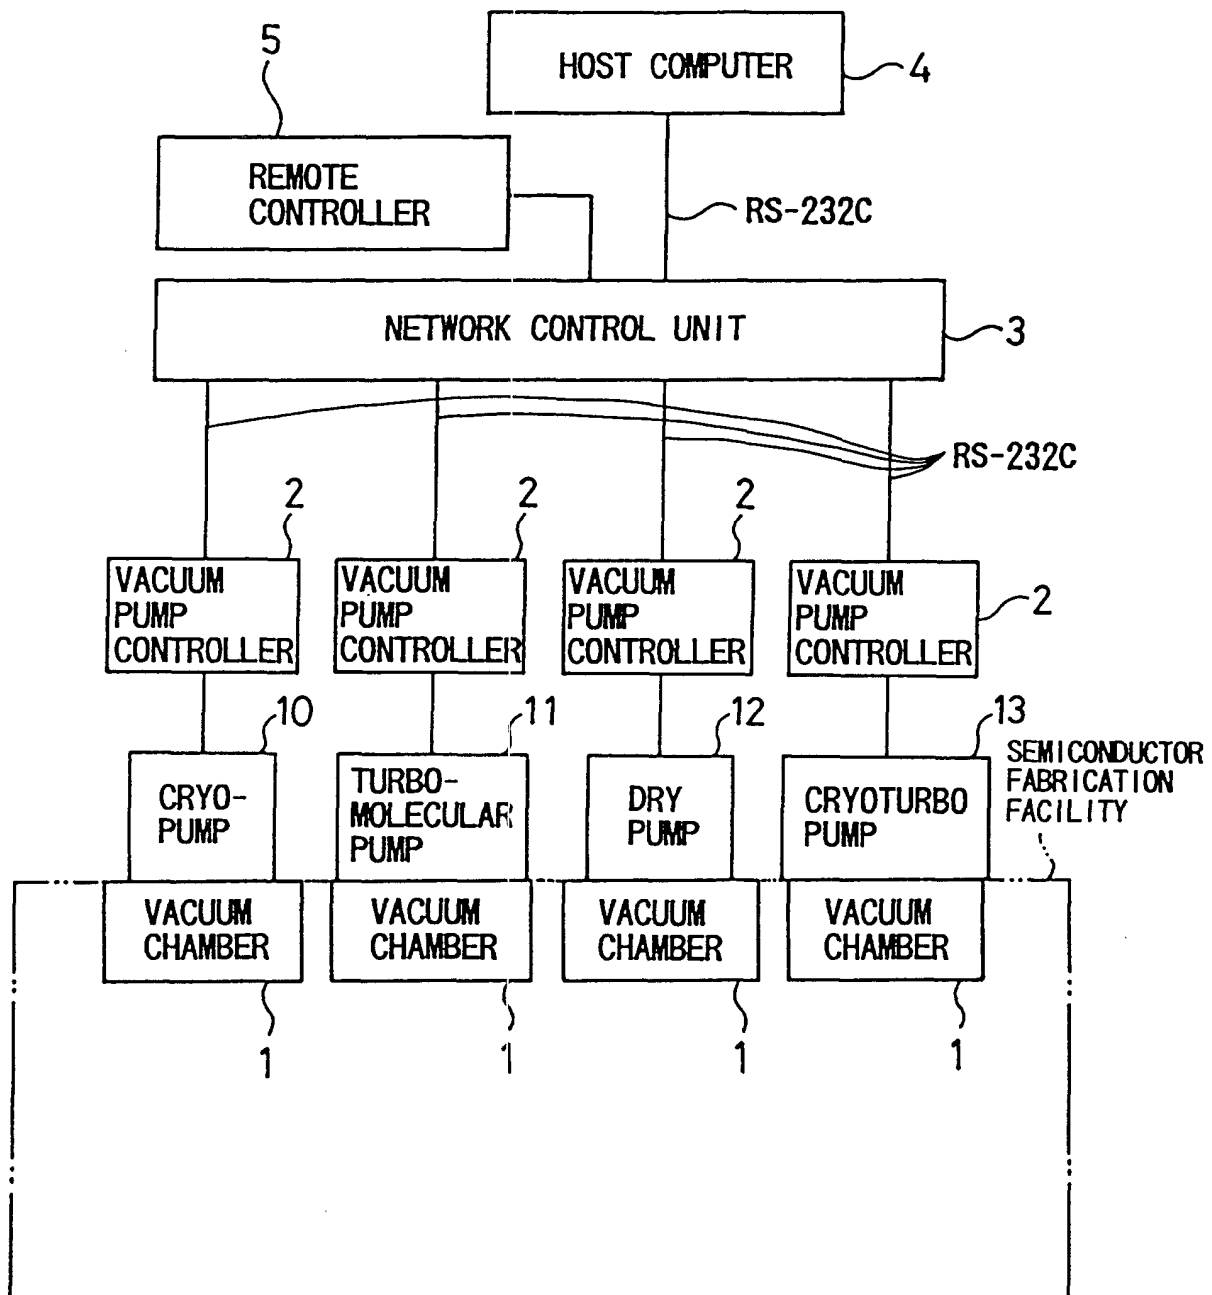 5
HOST COMPUTER
4
REMOTE
CONTROLLER
RS-232C
NETWORK CONTROL UNIT
3
RS-232C
2
2
2
VACUUM
PUMP
CONTROLLER
VACUUM
PUMP
CONTROLLER
VACUUM
PUMP
CONTROLLER
VACUUM
PUMP
CONTROLLER
2
10
11
12
13
SEMICONDUCTOR
FABRICATION
FACILITY
CRYO-
PUMP
TURBO-
MOLECULAR
PUMP
DRY
PUMP
CRYOTURBO
PUMP
VACUUM
CHAMBER
VACUUM
CHAMBER
VACUUM
CHAMBER
VACUUM
CHAMBER
1
1
1
1